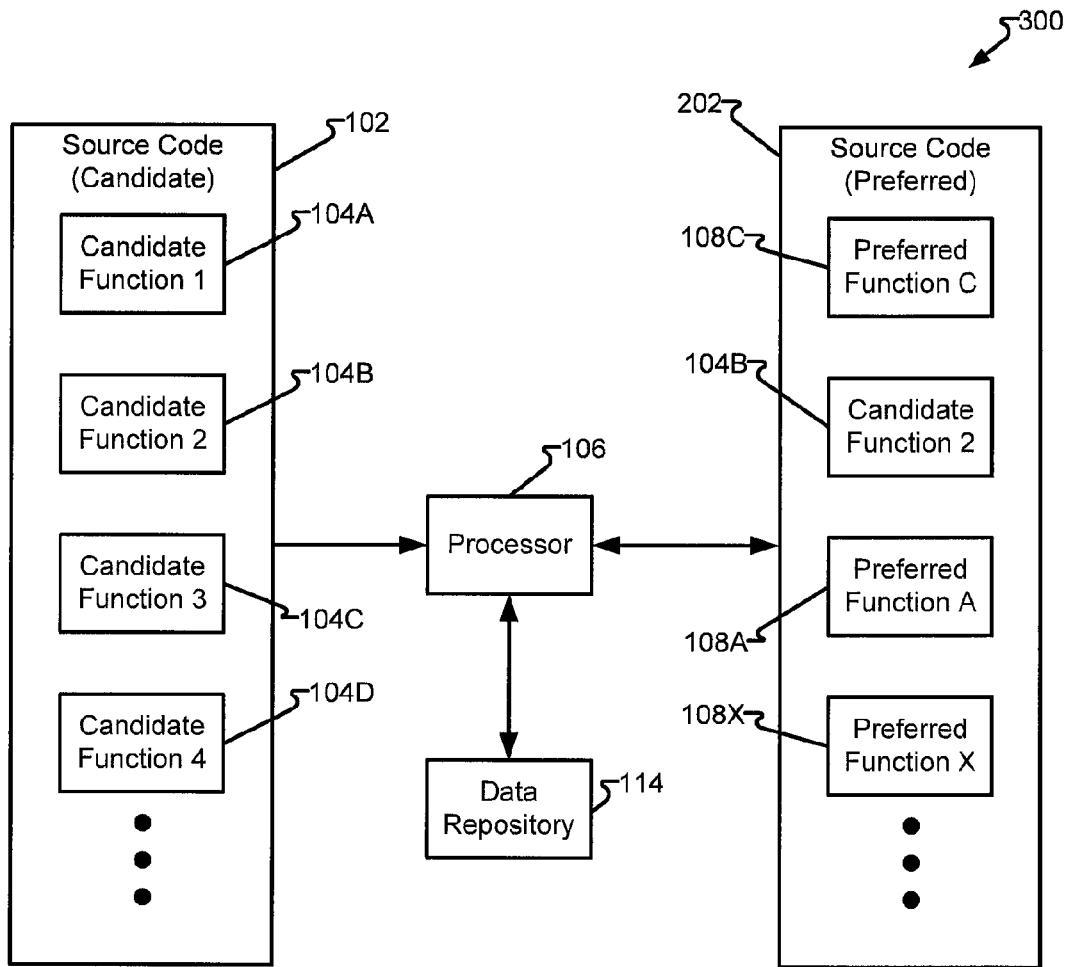 300
102
Source Code
(Candidate)
104A
Candidate
Function 1
104B
Candidate
Function 2
Candidate
Function 3
104C
104D
Candidate
Function 4
106
Processor
Data
Repository
114
202
Source Code
(Preferred)
108C
Preferred
Function C
104B
Candidate
Function 2
Preferred
Function A
108A
108X
Preferred
Function X